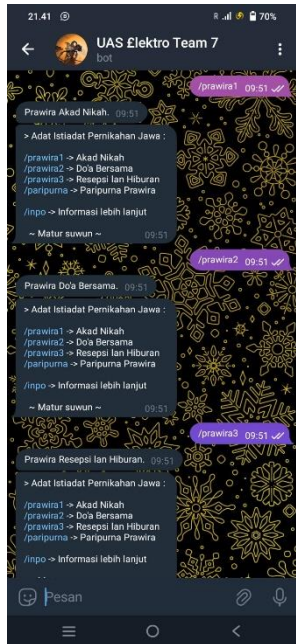 21.41
70%
UAS £lektro Team 7
bot
/prawira1 09:51
Prawira Akad Nikah. 09:51
> Adat Istiadat Pernikahan Jawa :
/prawira1 -> Akad Nikah
/prawira2 -> Do'a Bersama
/prawira3 -> Resepsi lan Hiburan
/paripurna -> Paripurna Prawira
/inpo -> Informasi lebih lanjut
~ Matur suwun ~ 09:51
/prawira2 09:51
Prawira Do'a Bersama. 09:51
> Adat Istiadat Pernikahan Jawa :
/prawira1 -> Akad Nikah
/prawira2 -> Do'a Bersama
/prawira3 -> Resepsi lan Hiburan
/paripurna -> Paripurna Prawira
/inpo -> Informasi lebih lanjut
~ Matur suwun ~ 09:51
/prawira3 09:51
Prawira Resepsi lan Hiburan. 09:51
> Adat Istiadat Pernikahan Jawa :
/prawira1 -> Akad Nikah
/prawira2 -> Do'a Bersama
/prawira3 -> Resepsi lan Hiburan
/paripurna -> Paripurna Prawira
/inpo -> Informasi lebih lanjut
Pesan